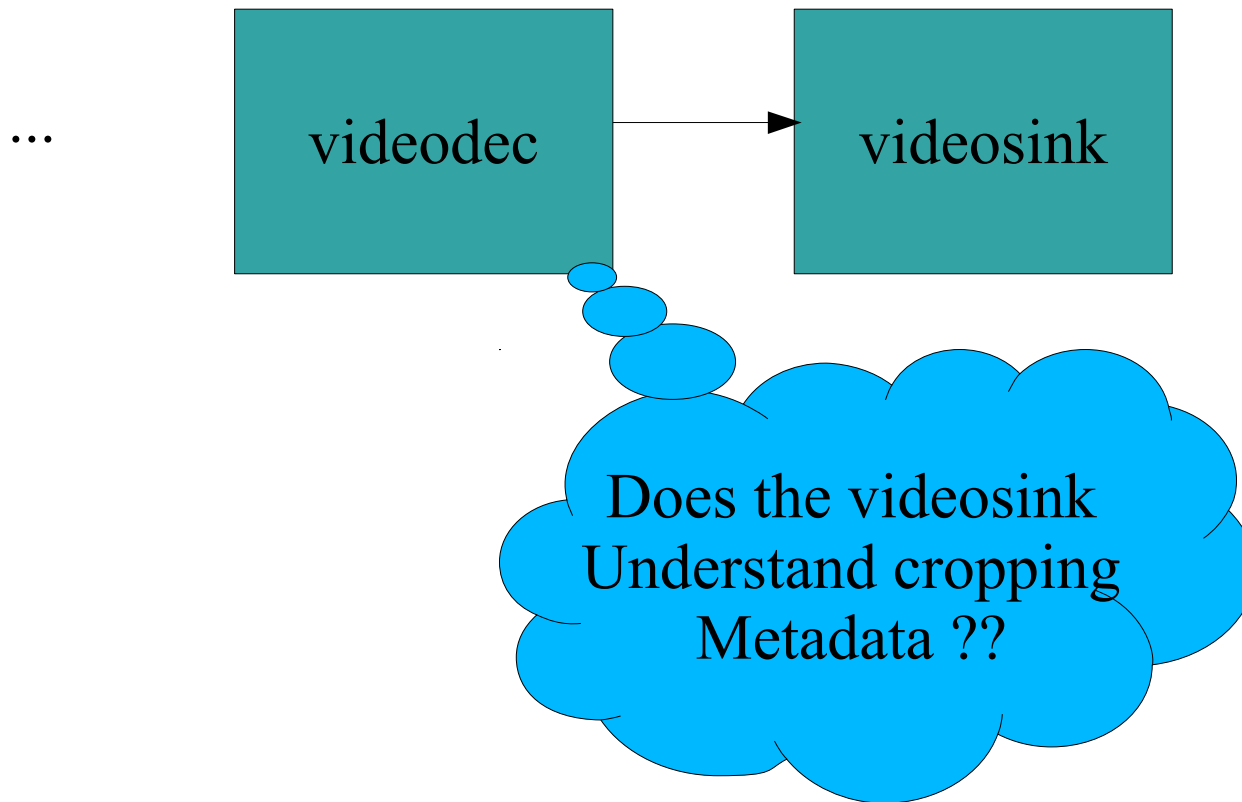 ...
videodec
videosink
Does the videosink
Understand cropping
Metadata ??